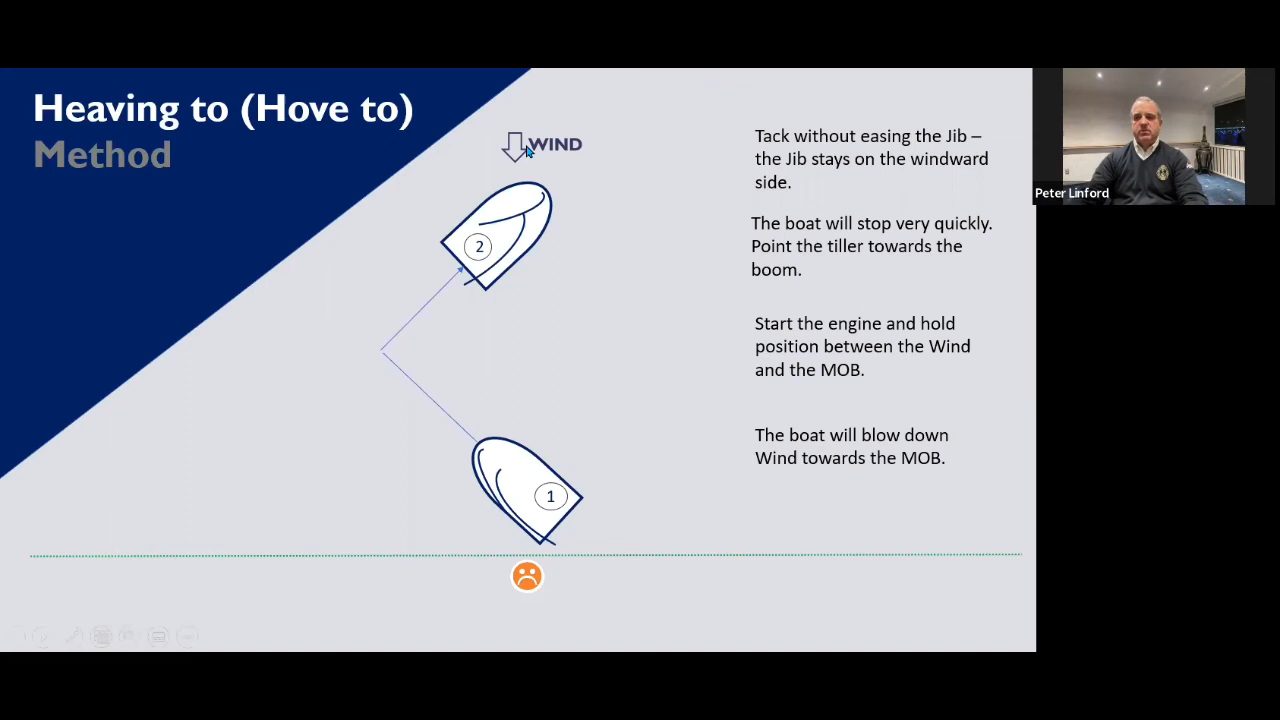 Heaving to (Hove to)
Method
WIND
Tack without easing the Jib –
the Jib stays on the windward
side.
The boat will stop very quickly.
Point the tiller towards the
boom.
Start the engine and hold
position between the Wind
and the MOB.
The boat will blow down
Wind towards the MOB.
2
1
Peter Linford